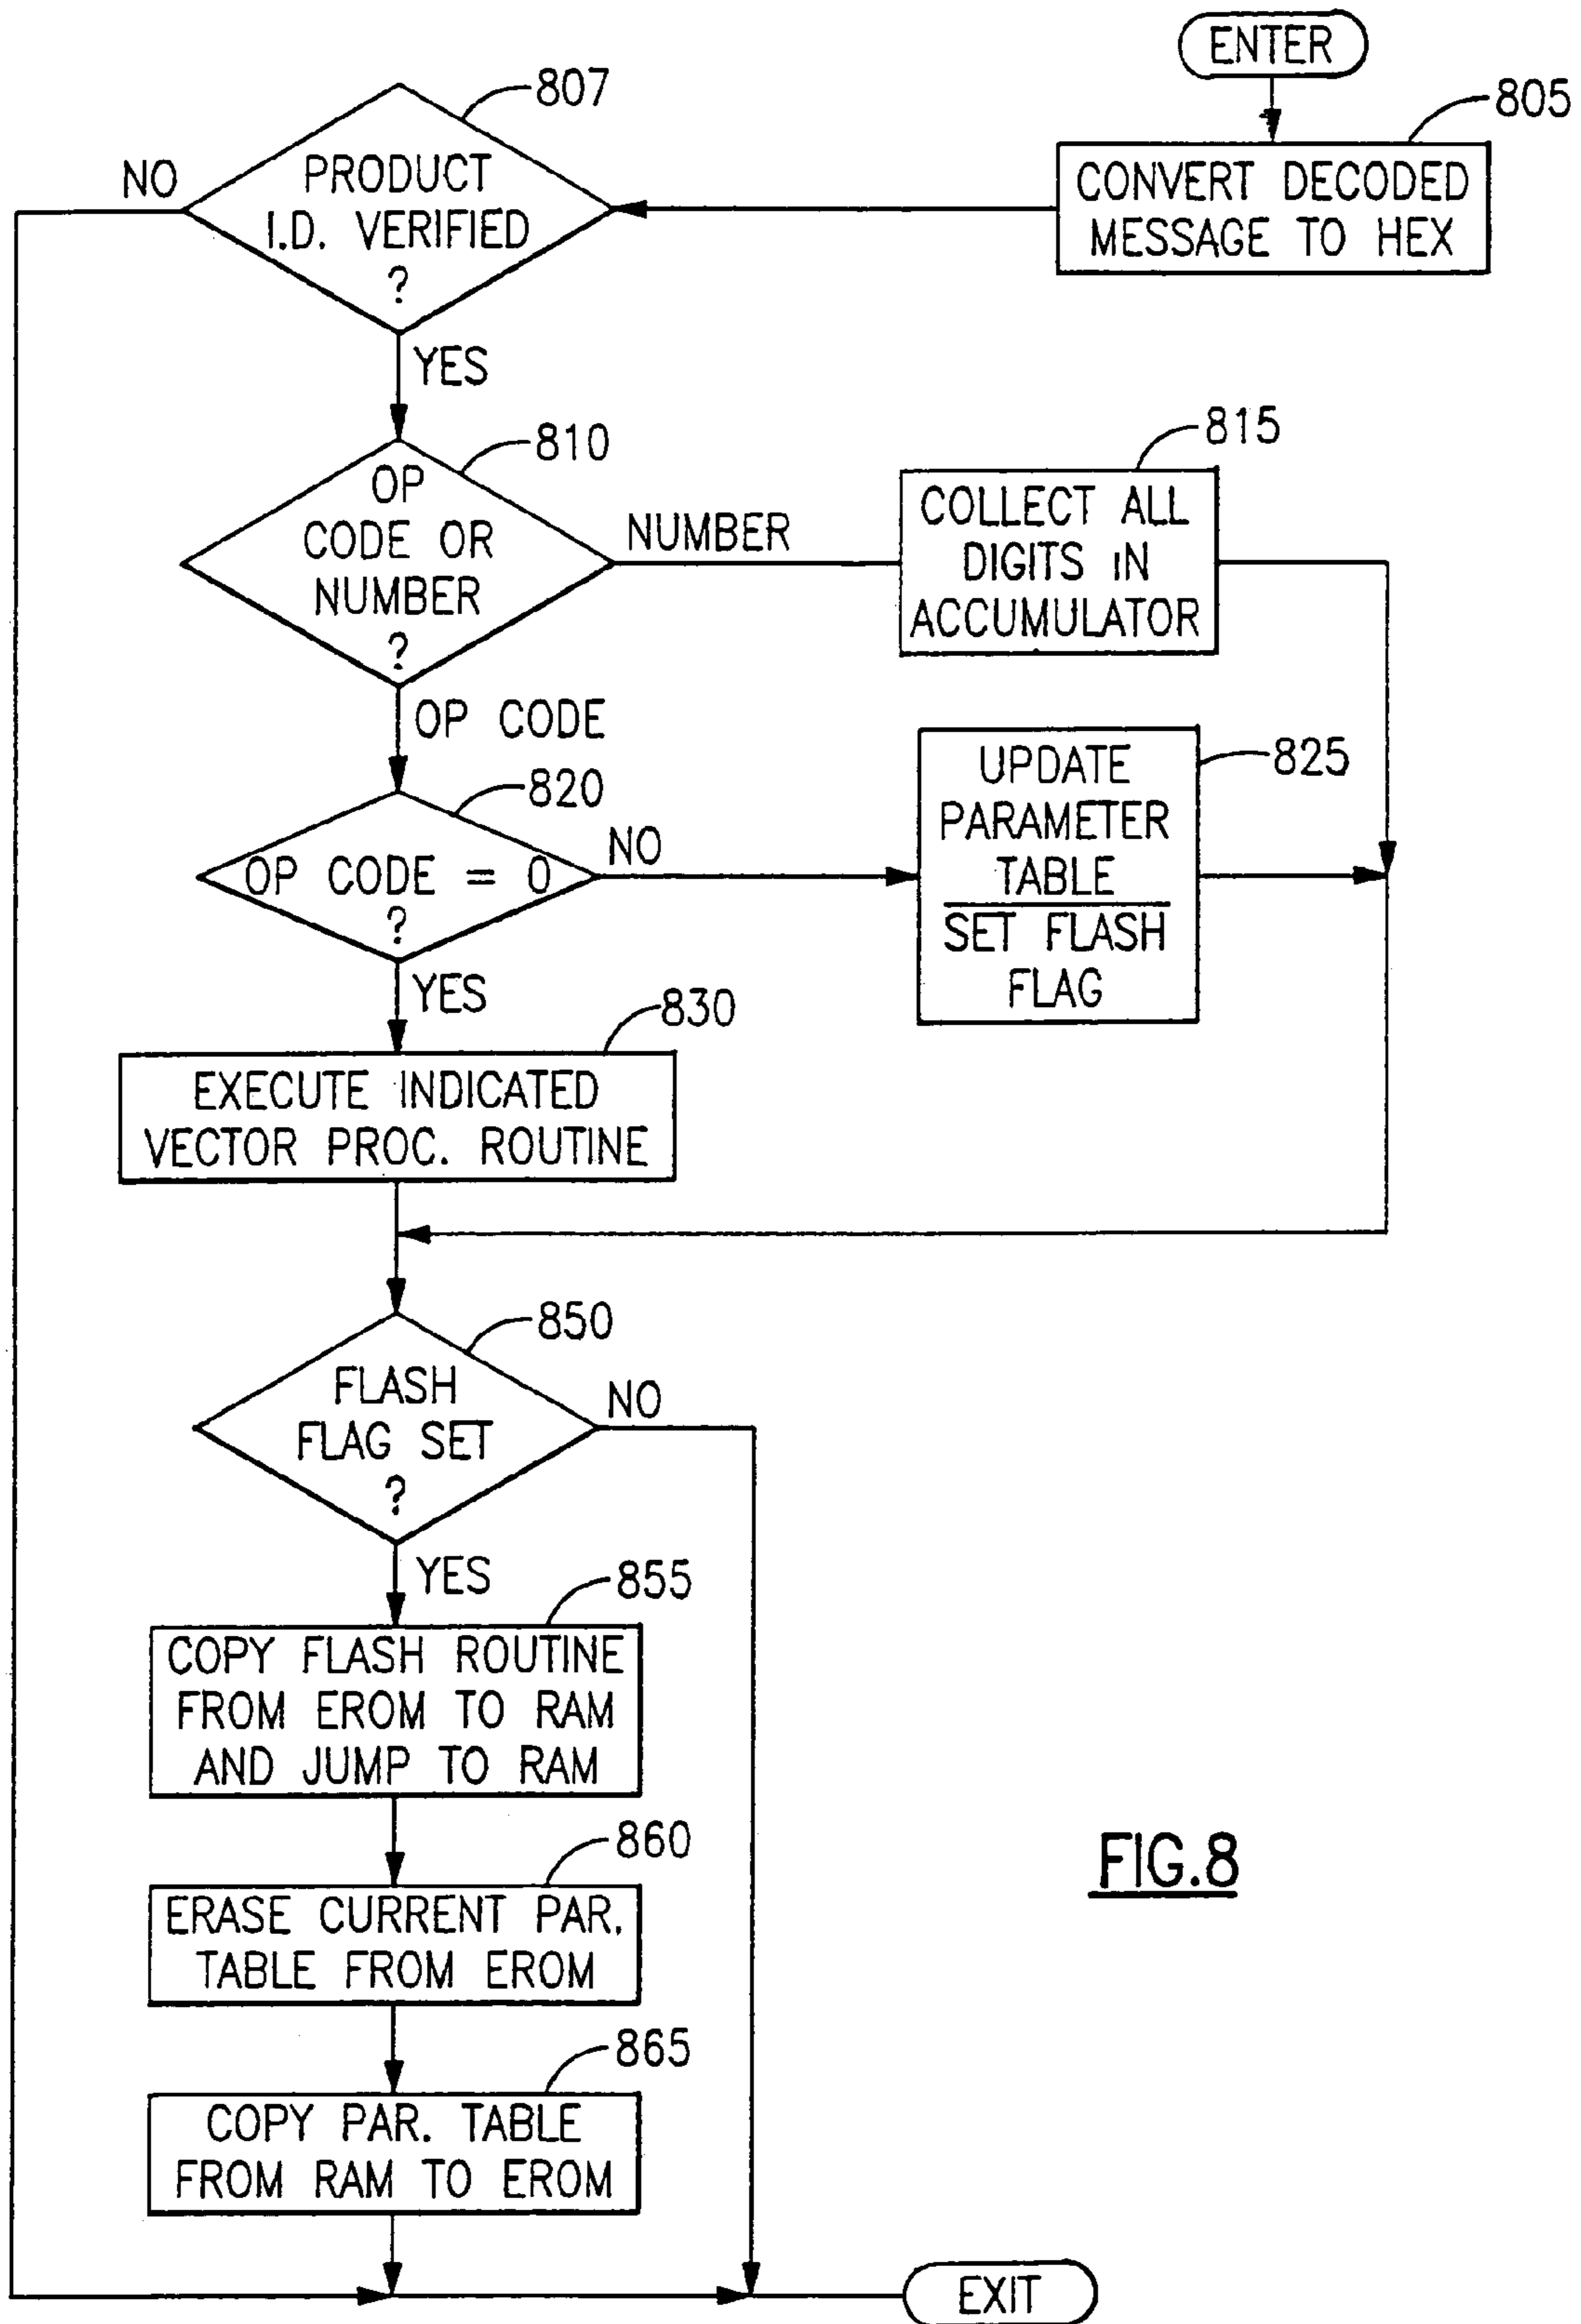 ENTER
805
CONVERT DECODED
MESSAGE TO HEX
807
NO
PRODUCT
I.D. VERIFIED
?
YES
810
OP
CODE OR
NUMBER
?
NUMBER
815
COLLECT ALL
DIGITS IN
ACCUMULATOR
OP CODE
820
OP CODE = 0
?
NO
825
UPDATE
PARAMETER
TABLE
SET FLASH
FLAG
YES
830
EXECUTE INDICATED
VECTOR PROC. ROUTINE
850
FLASH
FLAG SET
?
NO
YES
855
COPY FLASH ROUTINE
FROM EROM TO RAM
AND JUMP TO RAM
860
ERASE CURRENT PAR.
TABLE FROM EROM
865
COPY PAR. TABLE
FROM RAM TO EROM
EXIT
FIG.8